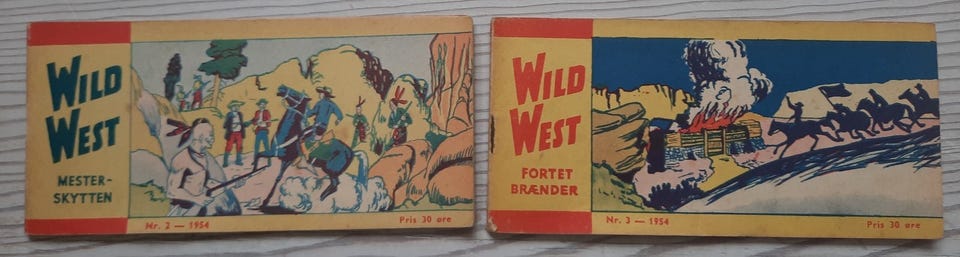 WILD
WEST
MESTER-
SKYTTEN
Nr. 2 — 1954
Pris 30 øre
WILD
WEST
FORTET
BRÆNDER
Nr. 3 — 1954
Pris 30 øre